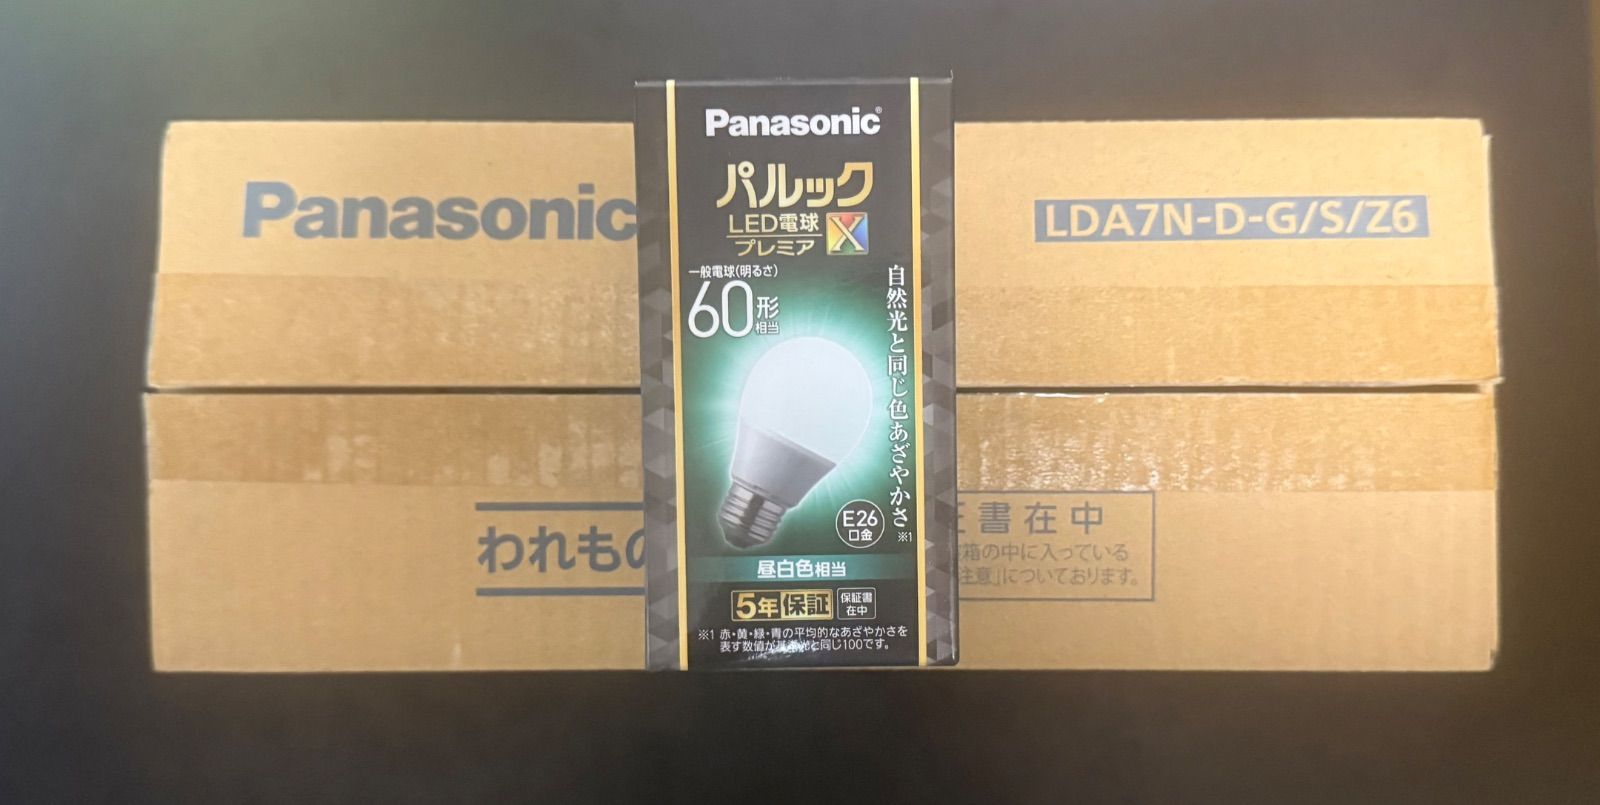 Panasonic
LDA7N-D-G/S/Z6
われもの
書在中
箱の中に入っている
注意」についております。
Panasonic®
パルック
LED電球
プレミア X
一般電球(明るさ)
60形
相当
自然光と同じ色あざやかさ
※1
E26
口金
昼白色相当
5年保証
保証書
在中
※1 赤・黄・緑・青の平均的なあざやかさを
表す数値が基準光と同じ100です。